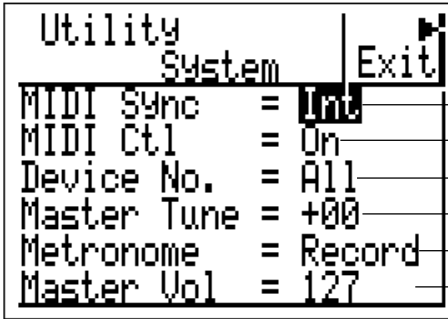 Utility
System Exit
MIDI Sync = Int
MIDI Ctl = On
Device No. = All
Master Tune = +00
Metronome = Record
Master Vol = 127